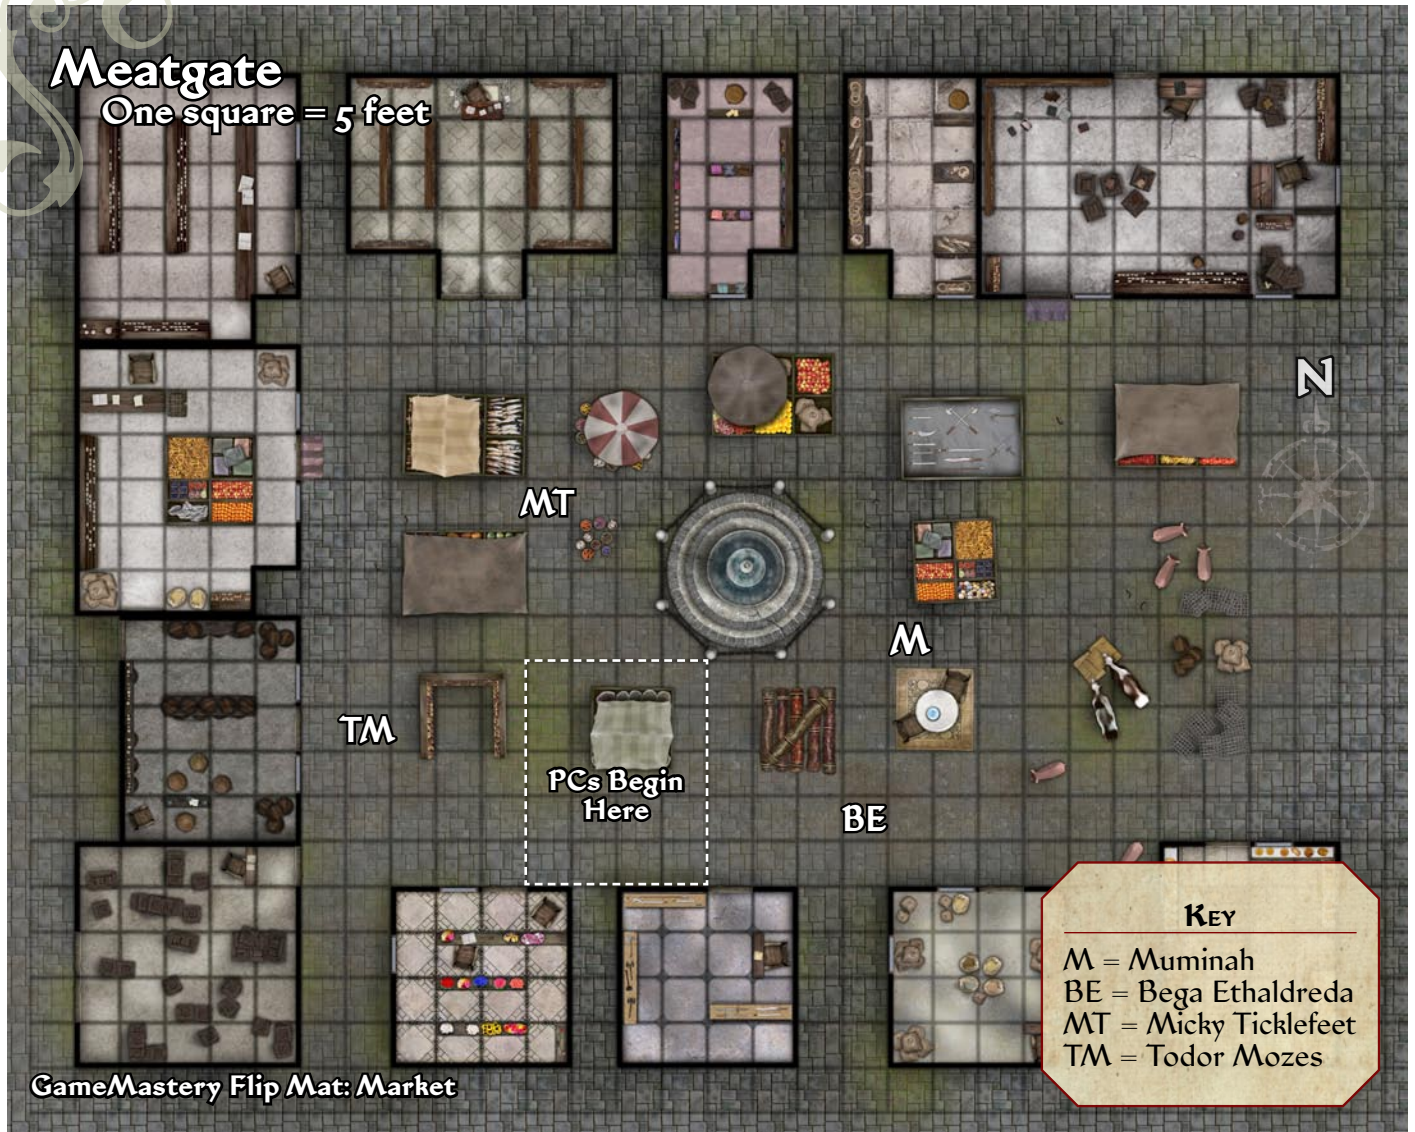 Meatgate
One square = 5 feet
N
MT
M
TM
PCs Begin
Here
BE
KEY
M = Muminah
BE = Bega Ethaldreda
MT = Micky Ticklefeet
TM = Todor Mozes
GameMastery Flip Mat: Market